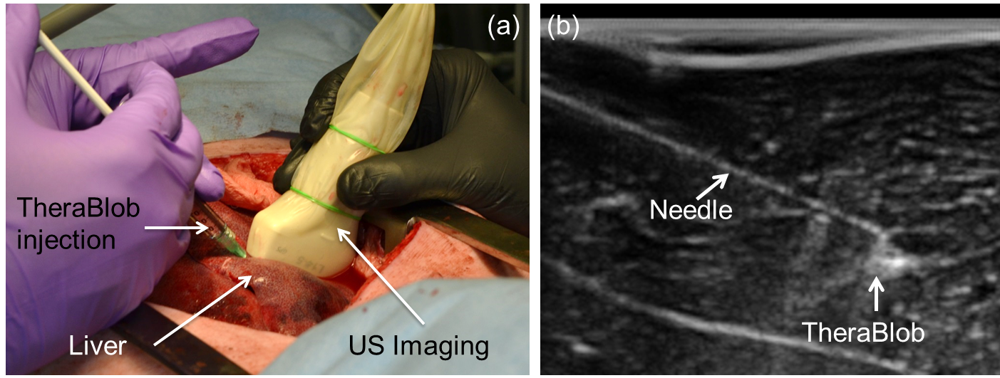 (a)
TheraBlob
injection
Liver
US Imaging
(b)
Needle
TheraBlob